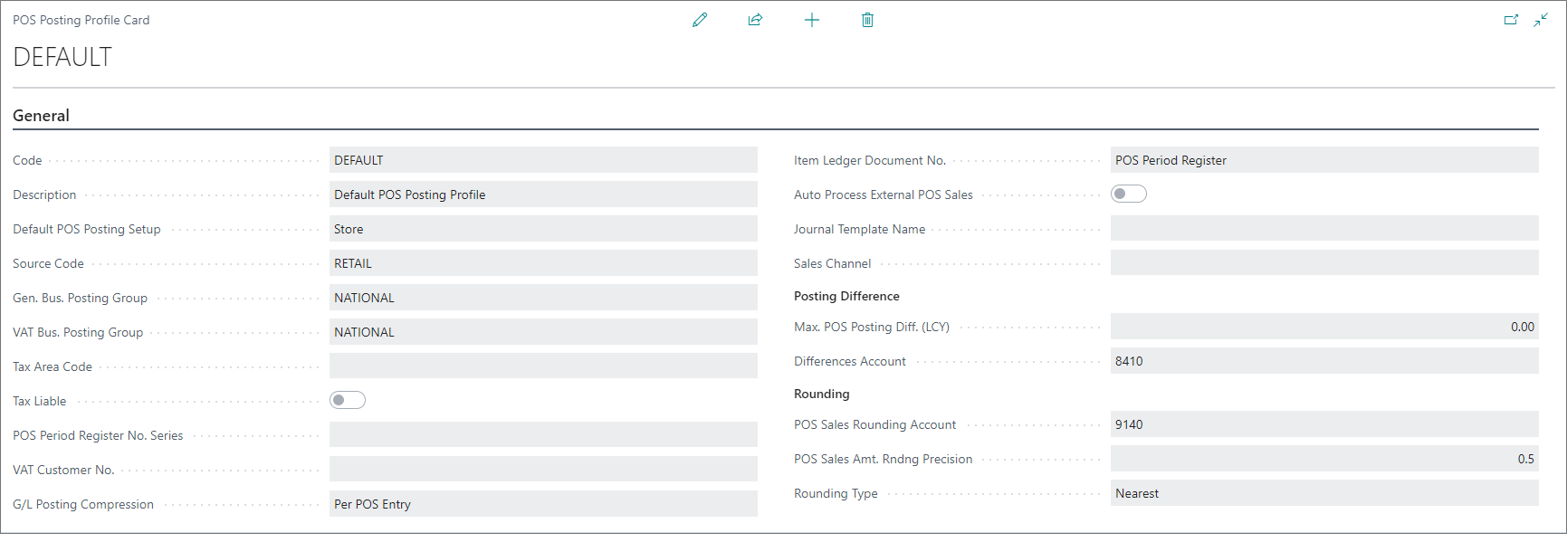 POS Posting Profile Card
DEFAULT
General
Code DEFAULT
Description Default POS Posting Profile
Default POS Posting Setup Store
Source Code RETAIL
Gen. Bus. Posting Group NATIONAL
VAT Bus. Posting Group NATIONAL
Tax Area Code
Tax Liable
POS Period Register No. Series
VAT Customer No.
G/L Posting Compression Per POS Entry
Item Ledger Document No. POS Period Register
Auto Process External POS Sales
Journal Template Name
Sales Channel
Posting Difference
Max. POS Posting Diff. (LCY) 0.00
Differences Account 8410
Rounding
POS Sales Rounding Account 9140
POS Sales Amt. Rndng Precision 0.5
Rounding Type Nearest